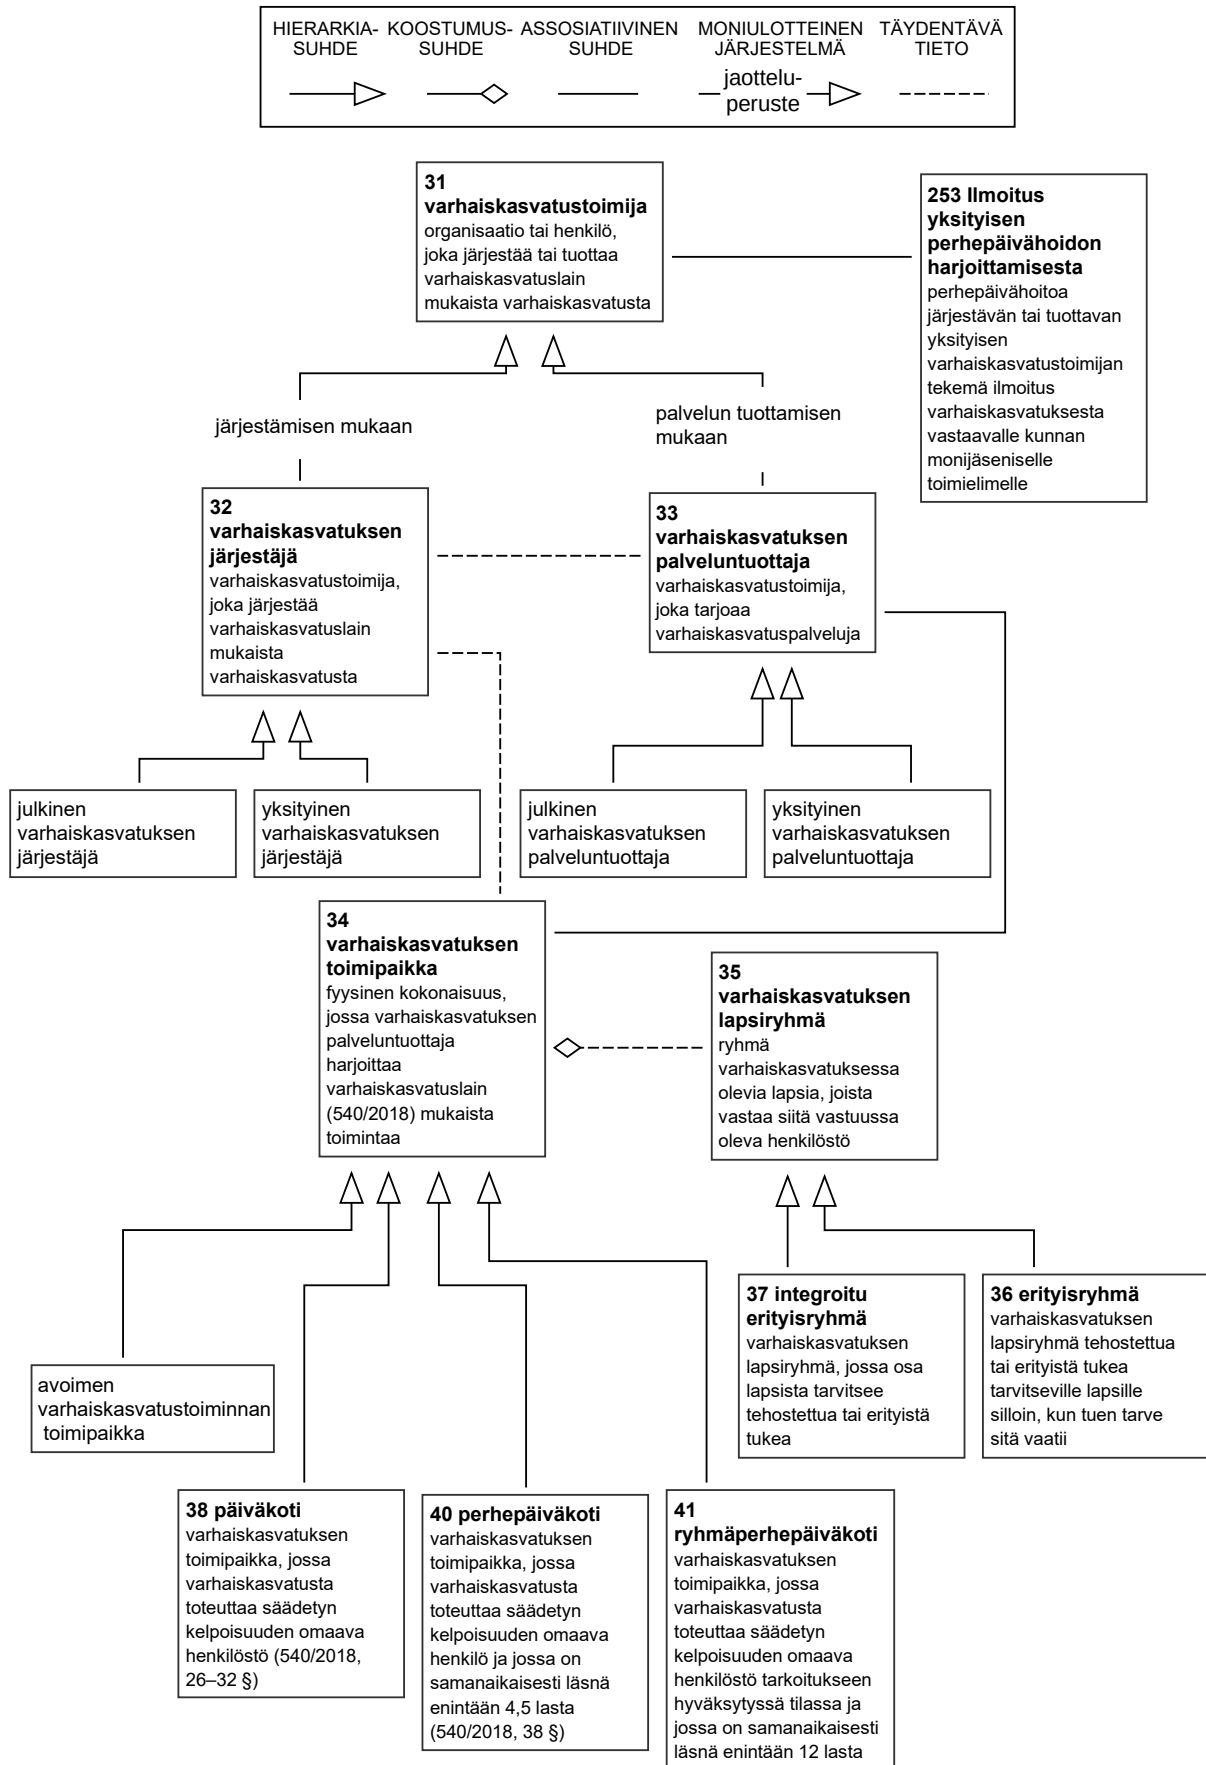 HIERARKIA-
SUHDE
KOOSTUMUS-
SUHDE
ASSOSIATIIVINEN
SUHDE
MONIULOTTEINEN
JÄRJESTELMÄ
jaottelu-
peruste
TÄYDENTÄVÄ
TIETO
31
varhaiskasvatustoimija
organisaatio tai henkilö,
joka järjestää tai tuottaa
varhaiskasvatuslain
mukaista varhaiskasvatusta
253 Ilmoitus
yksityisen
perhepäivähoidon
harjoittamisesta
perhepäivähoitoa
järjestävän tai tuottavan
yksityisen
varhaiskasvatustoimijan
tekemä ilmoitus
varhaiskasvatuksesta
vastaavalle kunnan
monijäseniselle
toimielimelle
järjestämisen mukaan
palvelun tuottamisen
mukaan
32
varhaiskasvatuksen
järjestäjä
varhaiskasvatustoimija,
joka järjestää
varhaiskasvatuslain
mukaista
varhaiskasvatusta
33
varhaiskasvatuksen
palveluntuottaja
varhaiskasvatustoimija,
joka tarjoaa
varhaiskasvatuspalveluja
julkinen
varhaiskasvatuksen
järjestäjä
yksityinen
varhaiskasvatuksen
järjestäjä
julkinen
varhaiskasvatuksen
palveluntuottaja
yksityinen
varhaiskasvatuksen
palveluntuottaja
34
varhaiskasvatuksen
toimipaikka
fyysinen kokonaisuus,
jossa varhaiskasvatuksen
palveluntuottaja
harjoittaa
varhaiskasvatuslain
(540/2018) mukaista
toimintaa
35
varhaiskasvatuksen
lapsiryhmä
ryhmä
varhaiskasvatuksessa
olevia lapsia, joista
vastaa siitä vastuussa
oleva henkilöstö
37 integroitu
erityisryhmä
varhaiskasvatuksen
lapsiryhmä, jossa osa
lapsista tarvitsee
tehostettua tai erityistä
tukea
36 erityisryhmä
varhaiskasvatuksen
lapsiryhmä tehostettua
tai erityistä tukea
tarvitseville lapsille
silloin, kun tuen tarve
sitä vaatii
avoimen
varhaiskasvatustoiminnan
toimipaikka
38 päiväkoti
varhaiskasvatuksen
toimipaikka, jossa
varhaiskasvatusta
toteuttaa säädetyn
kelpoisuuden omaava
henkilöstö (540/2018,
26–32 §)
40 perhepäiväkoti
varhaiskasvatuksen
toimipaikka, jossa
varhaiskasvatusta
toteuttaa säädetyn
kelpoisuuden omaava
henkilö ja jossa on
samanaikaisesti läsnä
enintään 4,5 lasta
(540/2018, 38 §)
41
ryhmäperhepäiväkoti
varhaiskasvatuksen
toimipaikka, jossa
varhaiskasvatusta
toteuttaa säädetyn
kelpoisuuden omaava
henkilöstö tarkoitukseen
hyväksytyssä tilassa ja
jossa on samanaikaisesti
läsnä enintään 12 lasta